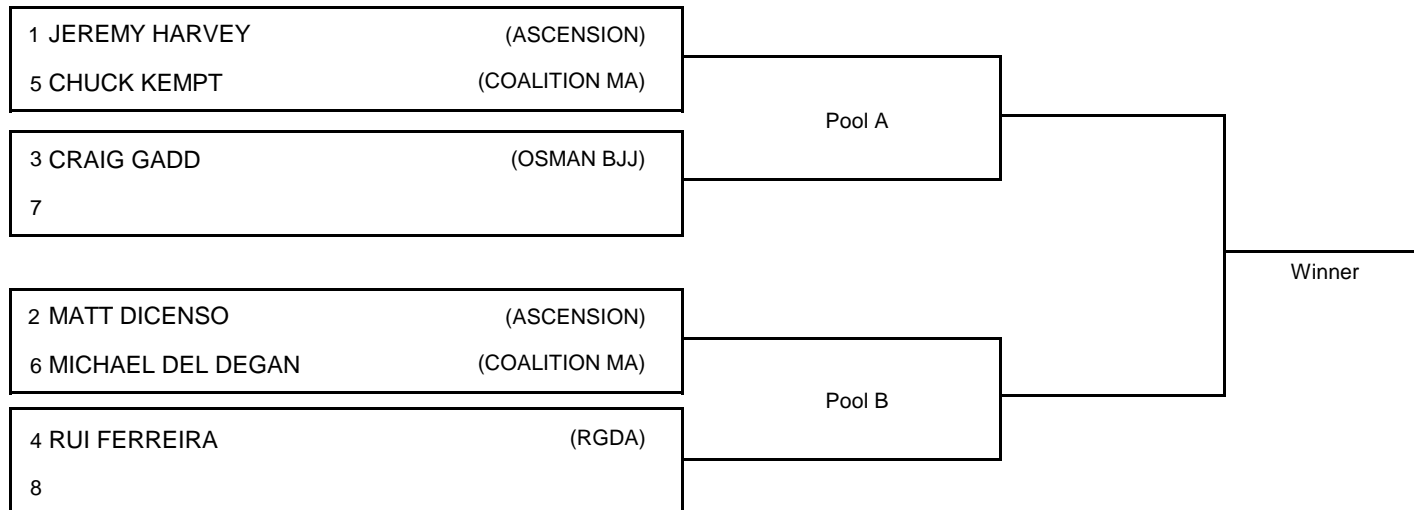 1 JEREMY HARVEY (ASCENSION)
5 CHUCK KEMPT (COALITION MA)
Pool A
3 CRAIG GADD (OSMAN BJJ)
7
Winner
2 MATT DICENSO (ASCENSION)
6 MICHAEL DEL DEGAN (COALITION MA)
Pool B
4 RUI FERREIRA (RGDA)
8